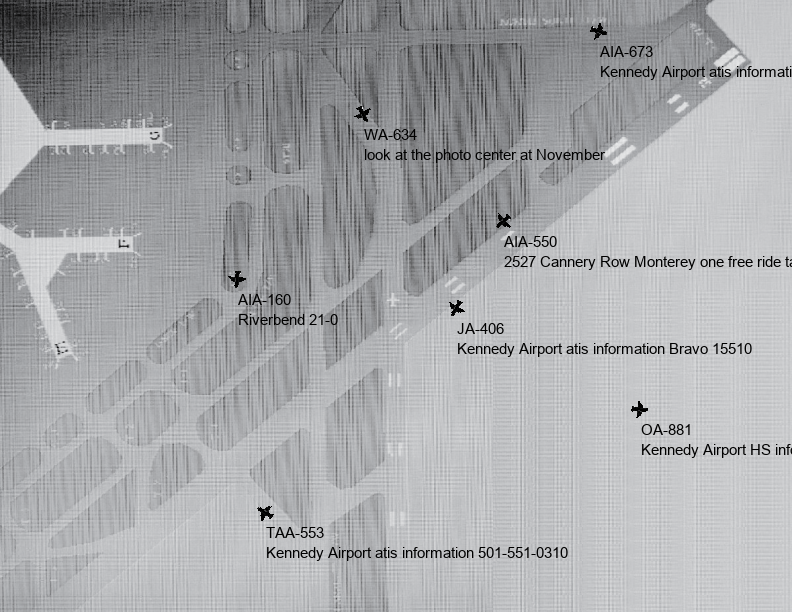 AIA-673
Kennedy Airport atis informati
WA-634
look at the photo center at November
AIA-550
2527 Cannery Row Monterey one free ride ta
AIA-160
Riverbend 21-0
JA-406
Kennedy Airport atis information Bravo 15510
OA-881
Kennedy Airport HS info
TAA-553
Kennedy Airport atis information 501-551-0310